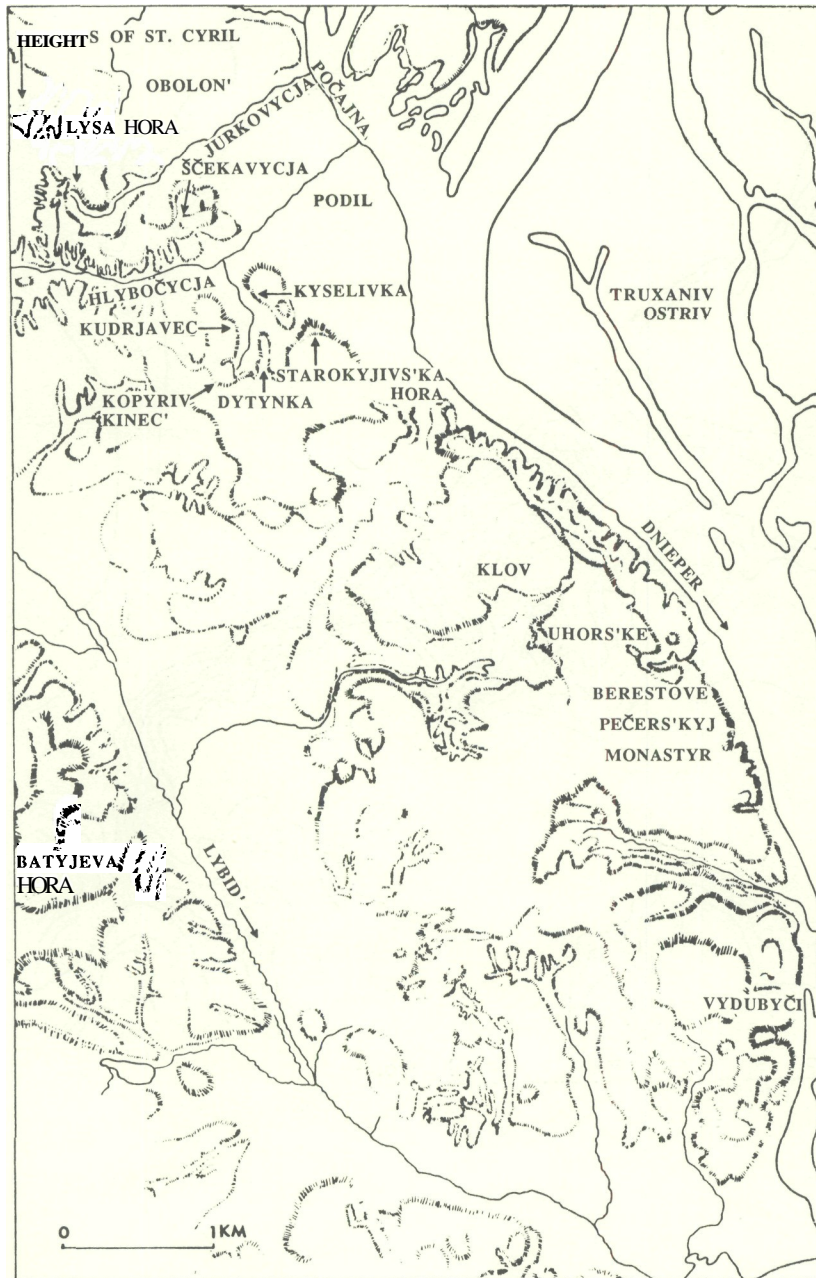 HEIGHTS OF ST. CYRIL
OBOLON'
LYSA HORA
JURKOVYCJA
POČAJNA
ŠČEKAVYCJA
PODIL
HLYBOČYCJA
KYSELIVKA
TRUXANIV
OSTRIV
KUDRJAVEC
STAROKYJIVS'KA
HORA
KOPYRIV
KINEC'
DYTYNKA
DNIEPER
KLOV
UHORS'KE
BERESTOVE
PEČERS'KYJ
MONASTYR
BATYJEVA
HORA
LYBID'
VYDUBYČI
0 1KM